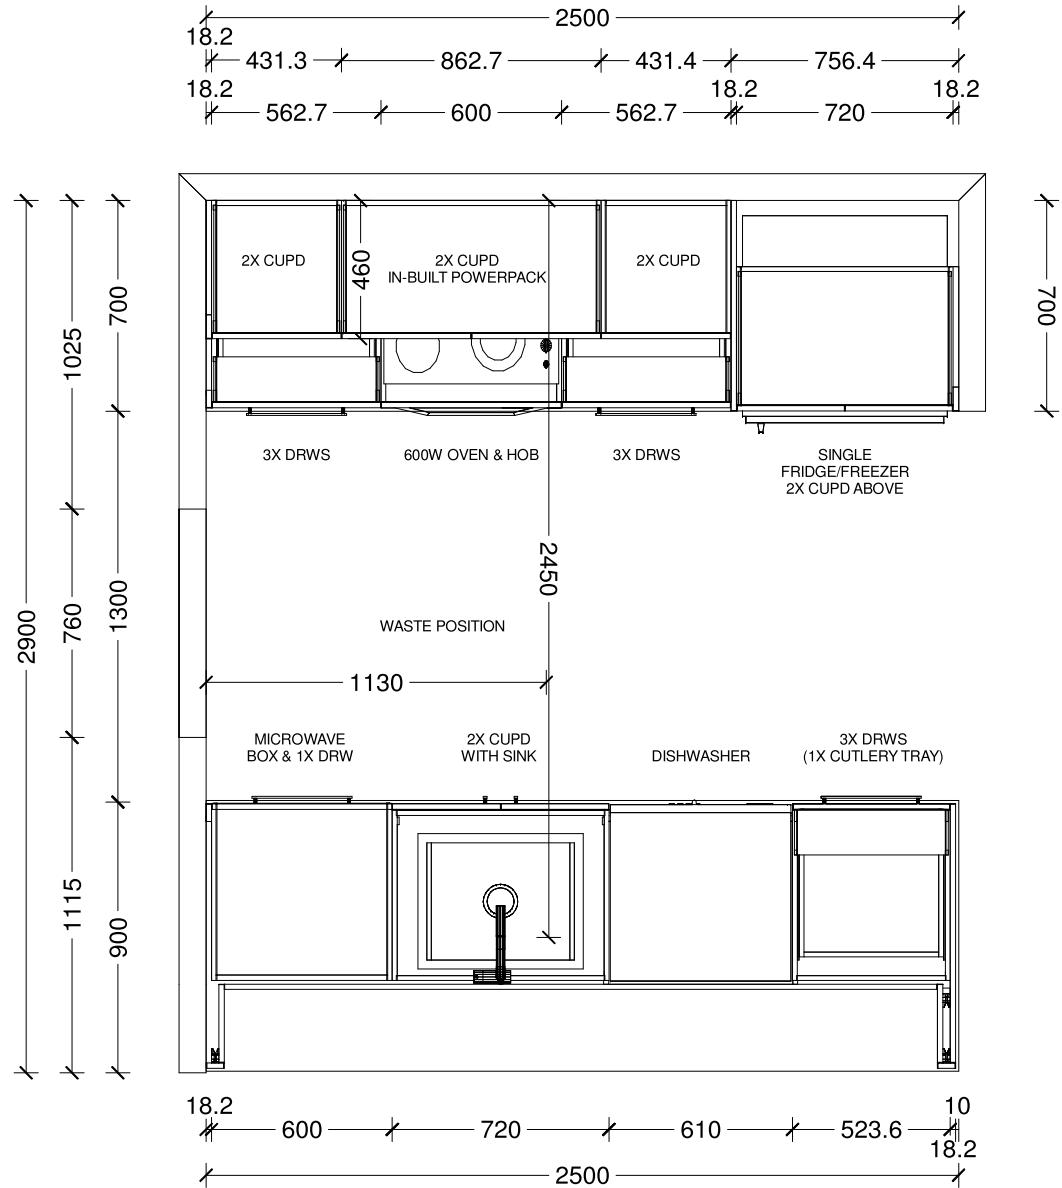 2500
18.2
431.3 862.7 431.4 756.4
18.2 18.2 18.2
562.7 600 562.7 720
2X CUPD
2X CUPD
IN-BUILT POWERPACK
2X CUPD
460
700
1025
700
3X DRWS
600W OVEN & HOB
3X DRWS
SINGLE
FRIDGE/FREEZER
2X CUPD ABOVE
2450
1300
760
2900
WASTE POSITION
1130
MICROWAVE
BOX & 1X DRW
2X CUPD
WITH SINK
DISHWASHER
3X DRWS
(1X CUTLERY TRAY)
1115
900
18.2 10
600 720 610 523.6
18.2
2500